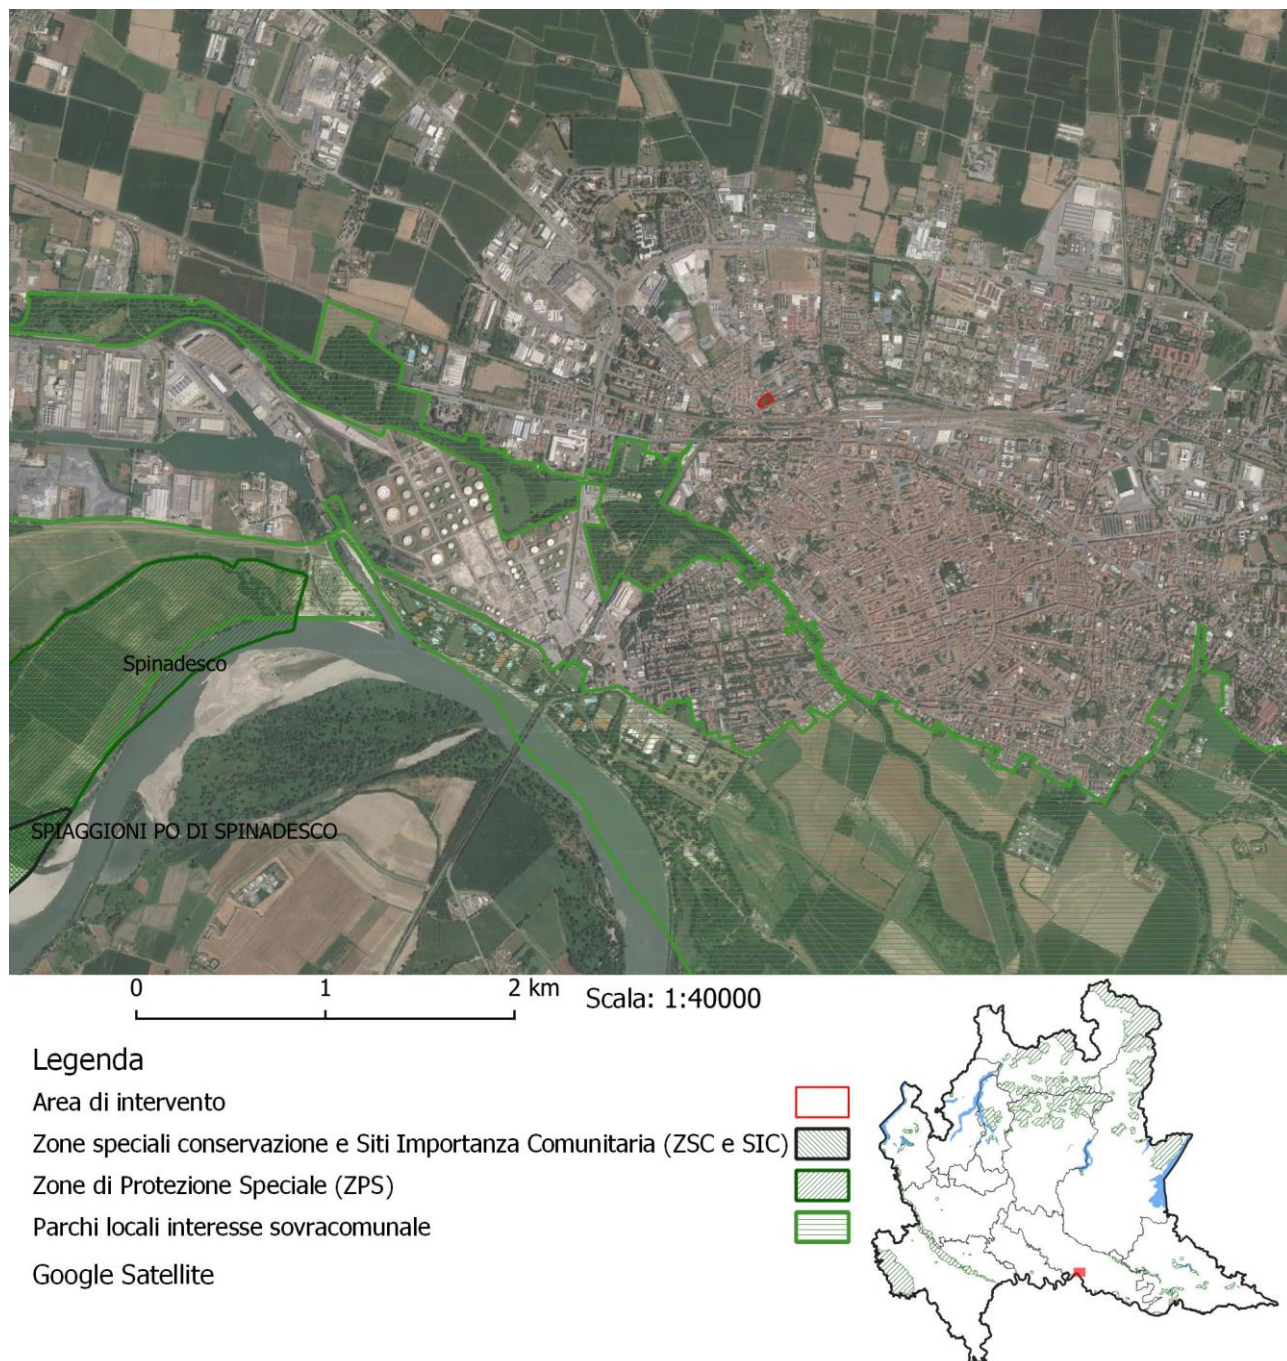 Spinadesco
SPIAGGIONI PO DI SPINADESCO
0 1 2 km Scala: 1:40000
Legenda
Area di intervento
Zone speciali conservazione e Siti Importanza Comunitaria (ZSC e SIC)
Zone di Protezione Speciale (ZPS)
Parchi locali interesse sovracomunale
Google Satellite